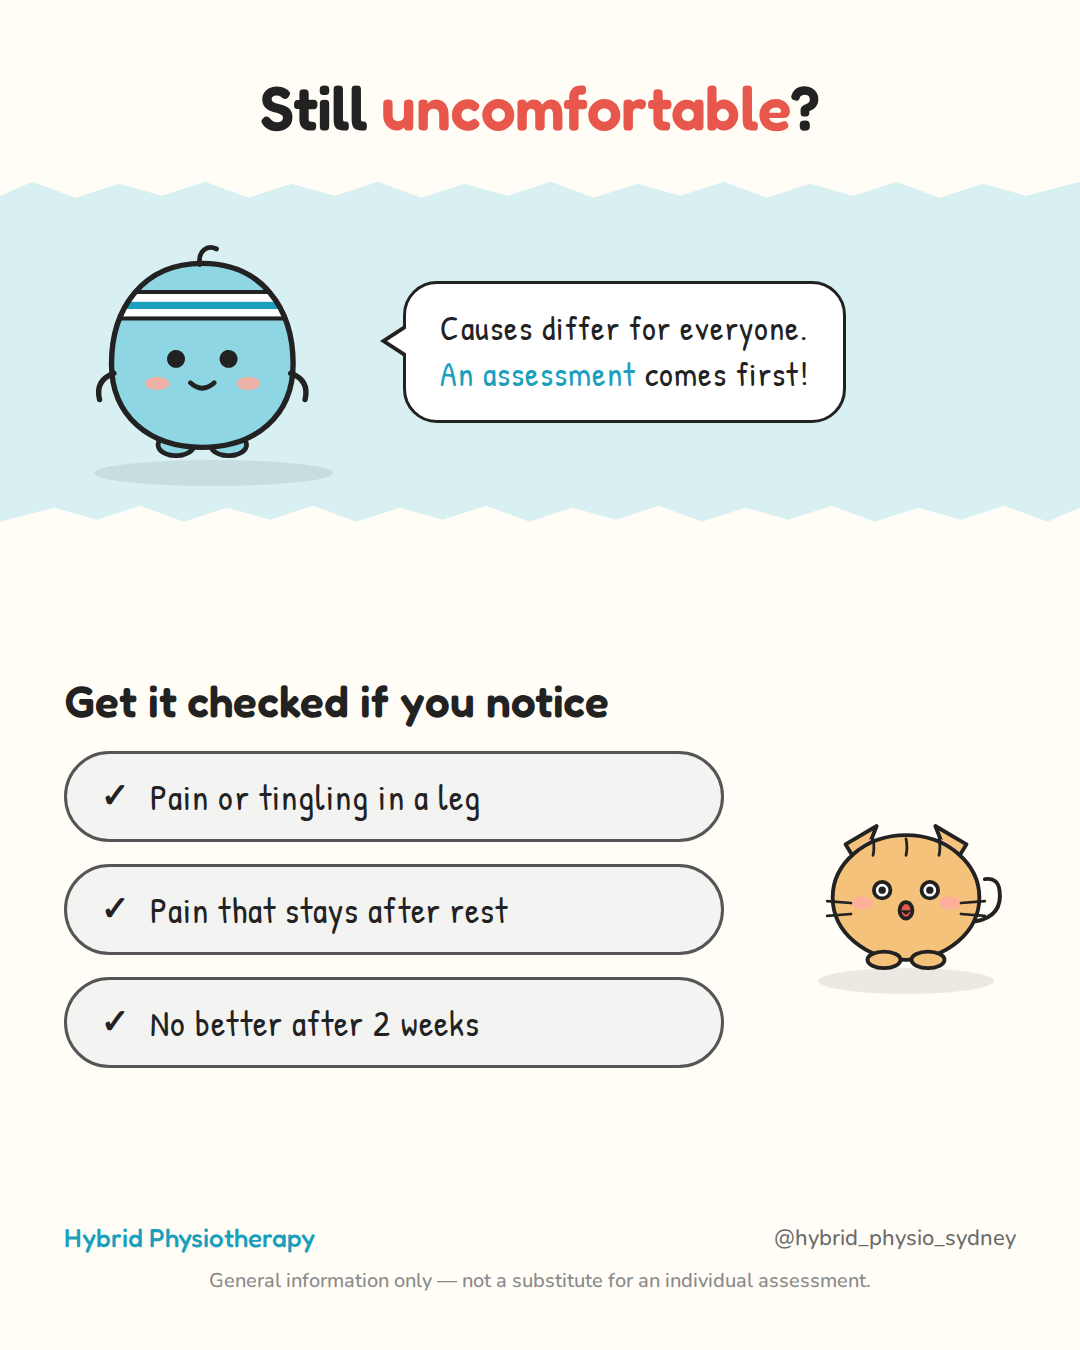 Still uncomfortable?
Causes differ for everyone.
An assessment comes first!
Get it checked if you notice
✓ Pain or tingling in a leg
✓ Pain that stays after rest
✓ No better after 2 weeks
Hybrid Physiotherapy
@hybrid_physio_sydney
General information only — not a substitute for an individual assessment.